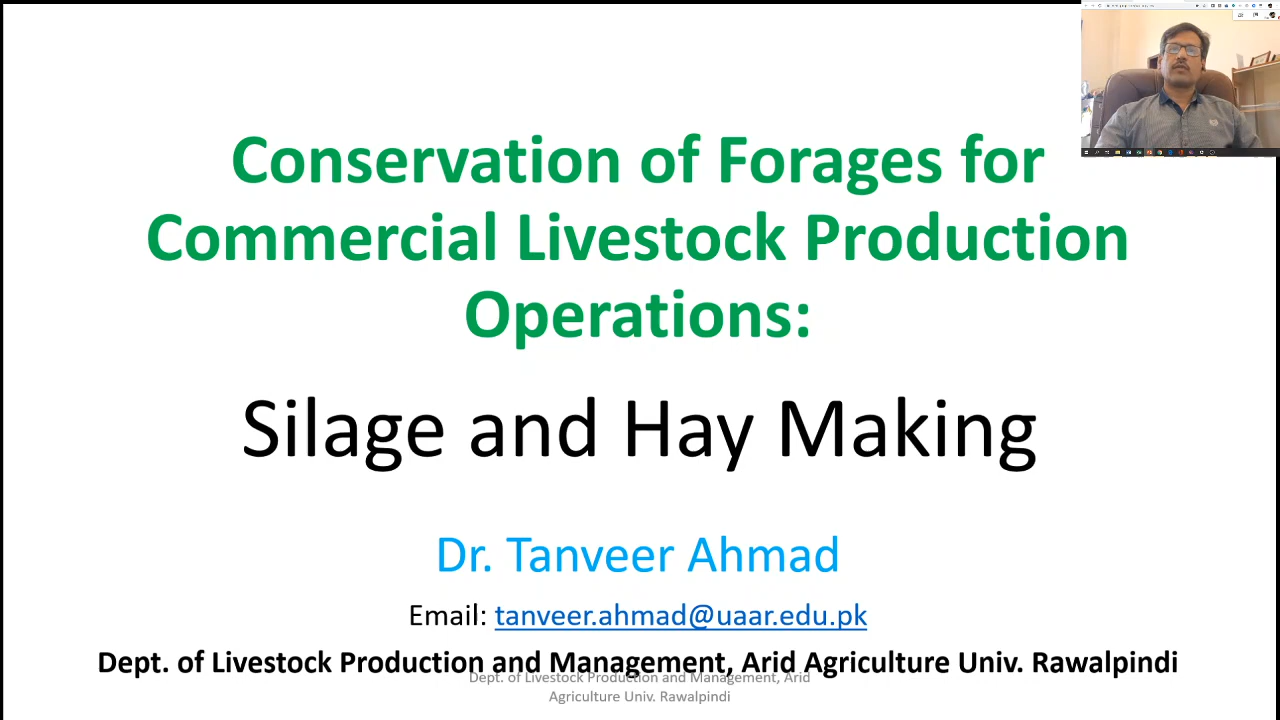 Conservation of Forages for
Commercial Livestock Production
Operations:
Silage and Hay Making
Dr. Tanveer Ahmad
Email: tanveer.ahmad@uaar.edu.pk
Dept. of Livestock Production and Management, Arid Agriculture Univ. Rawalpindi
Dept. of Livestock Production and Management, Arid
Agriculture Univ. Rawalpindi